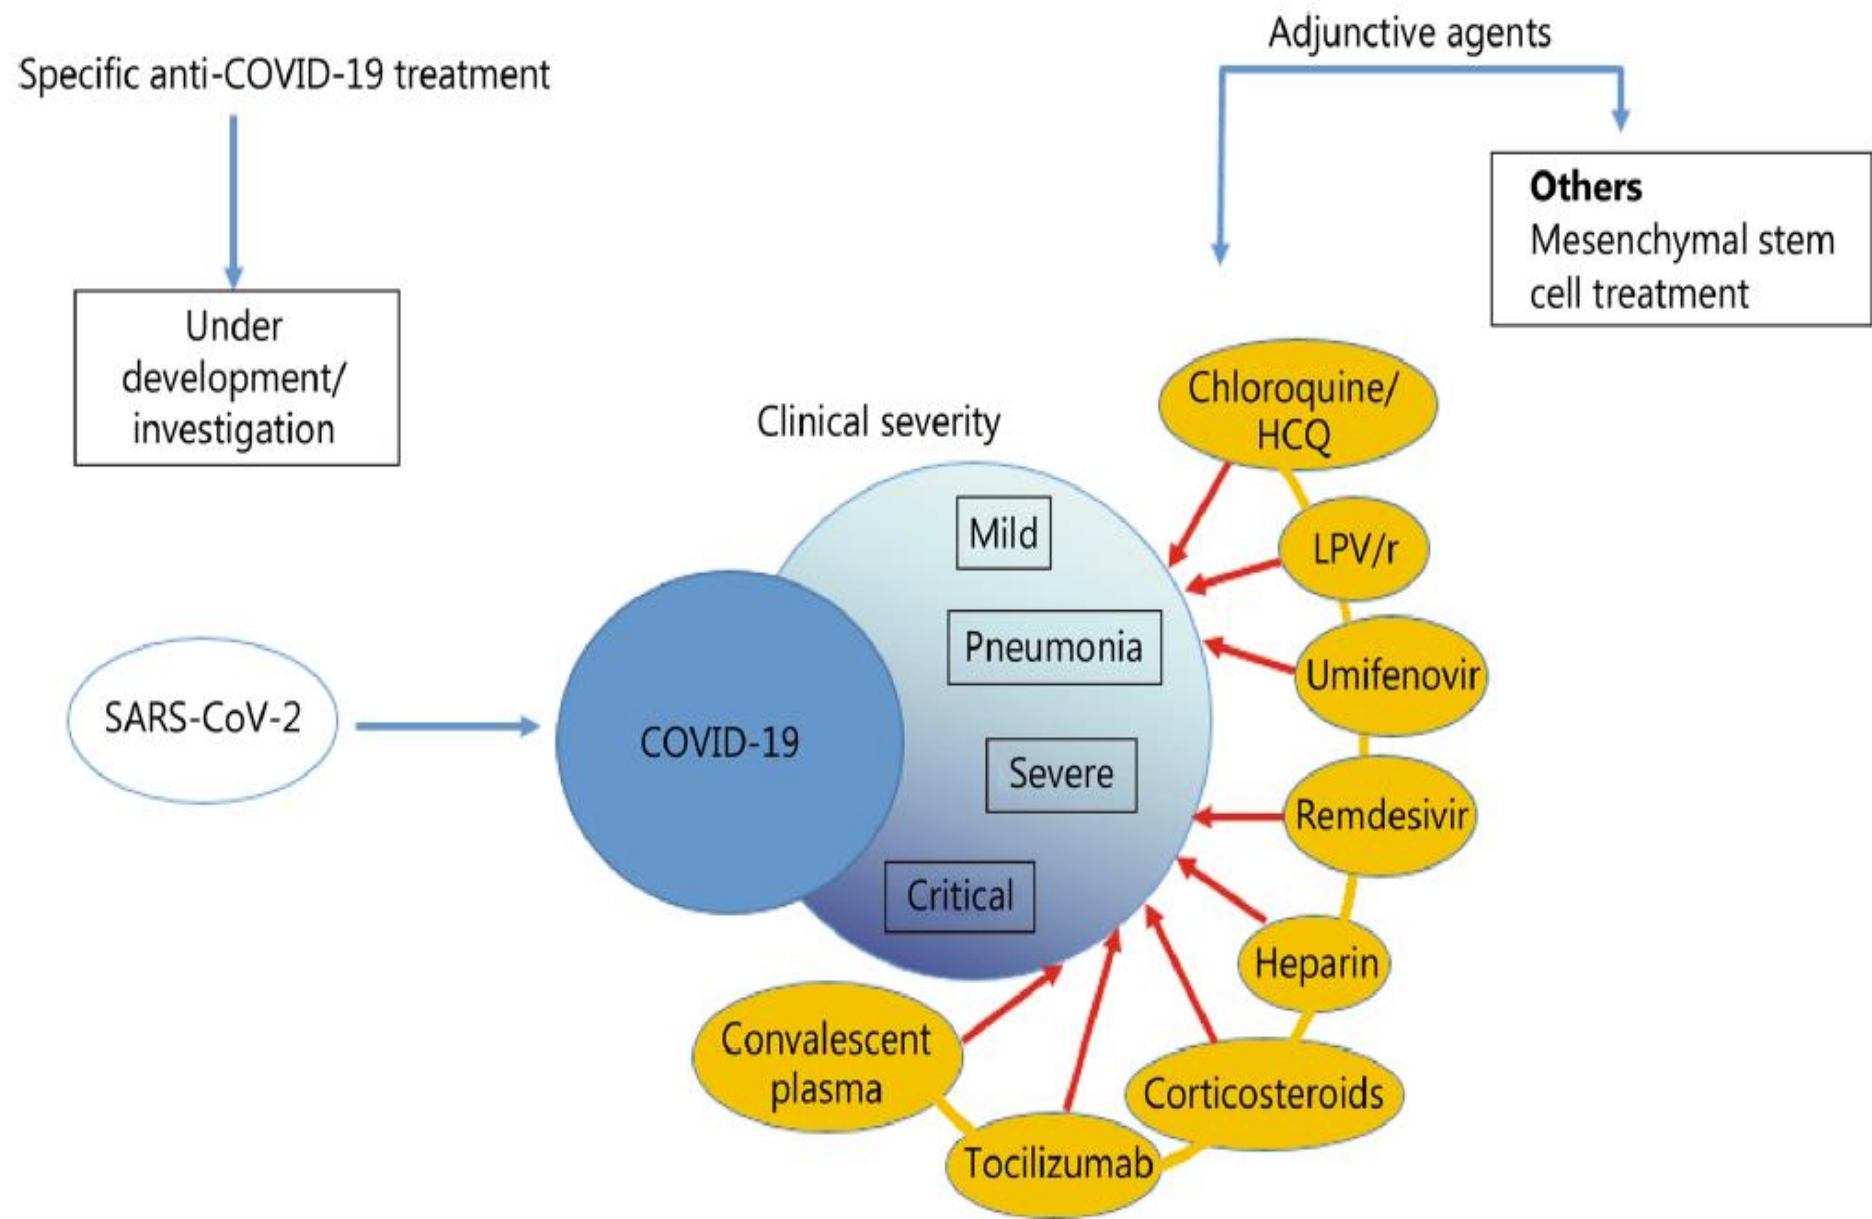 Adjunctive agents
Specific anti-COVID-19 treatment
Others
Mesenchymal stem
cell treatment
Under
development/
investigation
Clinical severity
Chloroquine/
HCQ
Mild
LPV/r
Pneumonia
Umifenovir
SARS-CoV-2
COVID-19
Severe
Remdesivir
Critical
Heparin
Convalescent
plasma
Corticosteroids
Tocilizumab